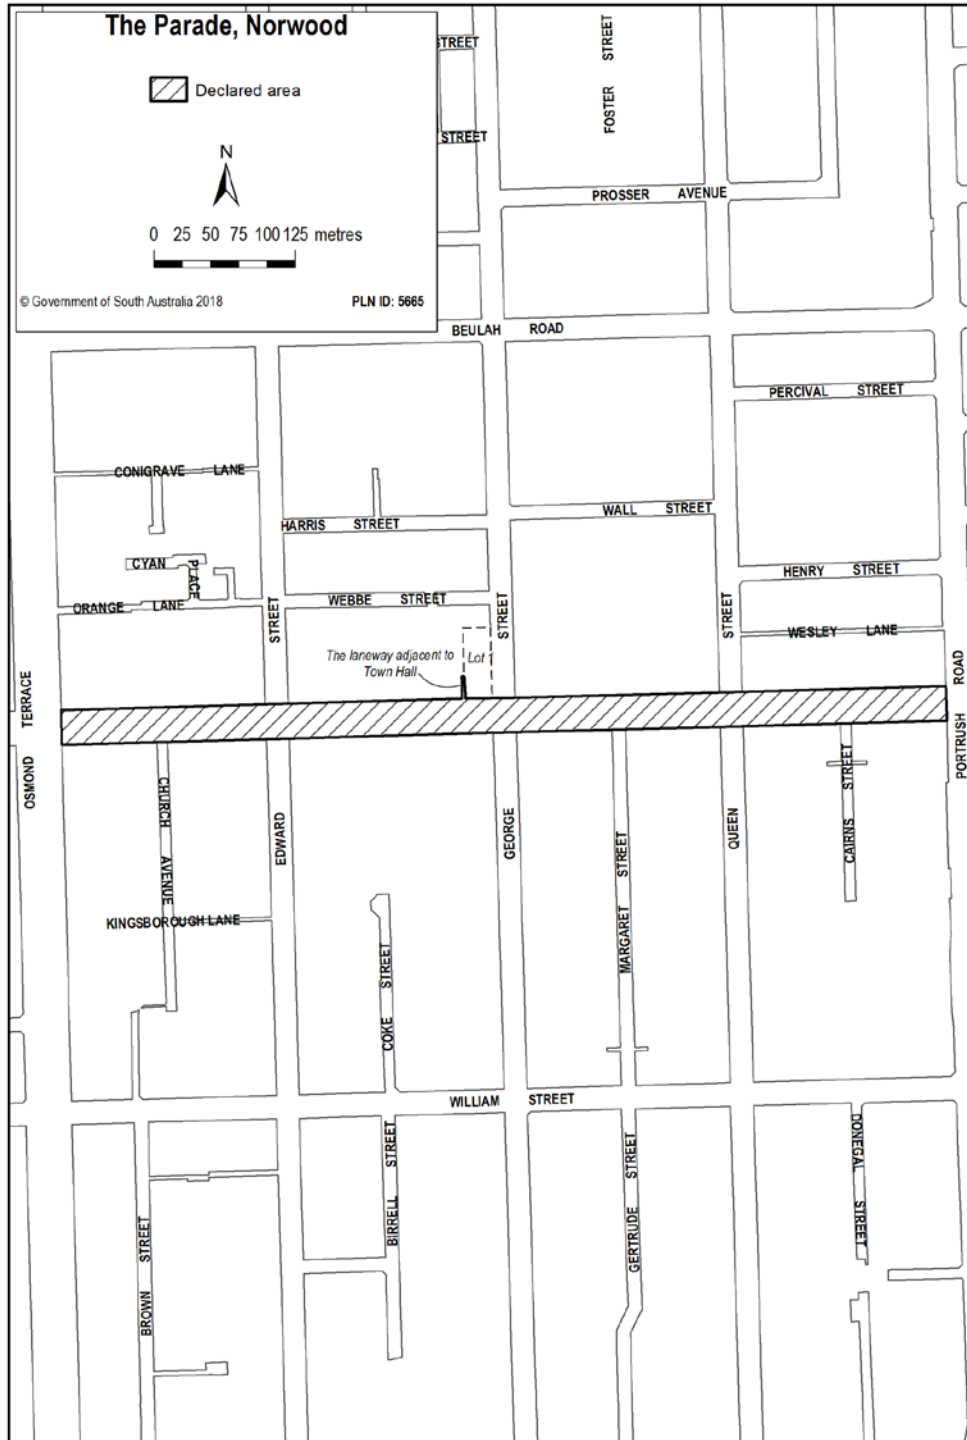 The Parade, Norwood
Declared area
N
0 25 50 75 100 125 metres
© Government of South Australia 2018
PLN ID: 5665
STREET
STREET
FOSTER STREET
PROSSER AVENUE
BEULAH ROAD
PERCIVAL STREET
CONIGRAVE LANE
HARRIS STREET
WALL STREET
CYAN PLACE
HENRY STREET
ORANGE LANE
WEBBE STREET
WESLEY LANE
STREET
STREET
STREET
The laneway adjacent to
Town Hall
Lot 1
OSMOND TERRACE
PORTRUSH ROAD
CHURCH AVENUE
EDWARD
GEORGE
MARGARET STREET
QUEEN
CAIRNS STREET
KINGSBOROUGH LANE
COKE STREET
WILLIAM STREET
BROWN STREET
BIRRELL STREET
GERTRUDE STREET
DONEGAL STREET